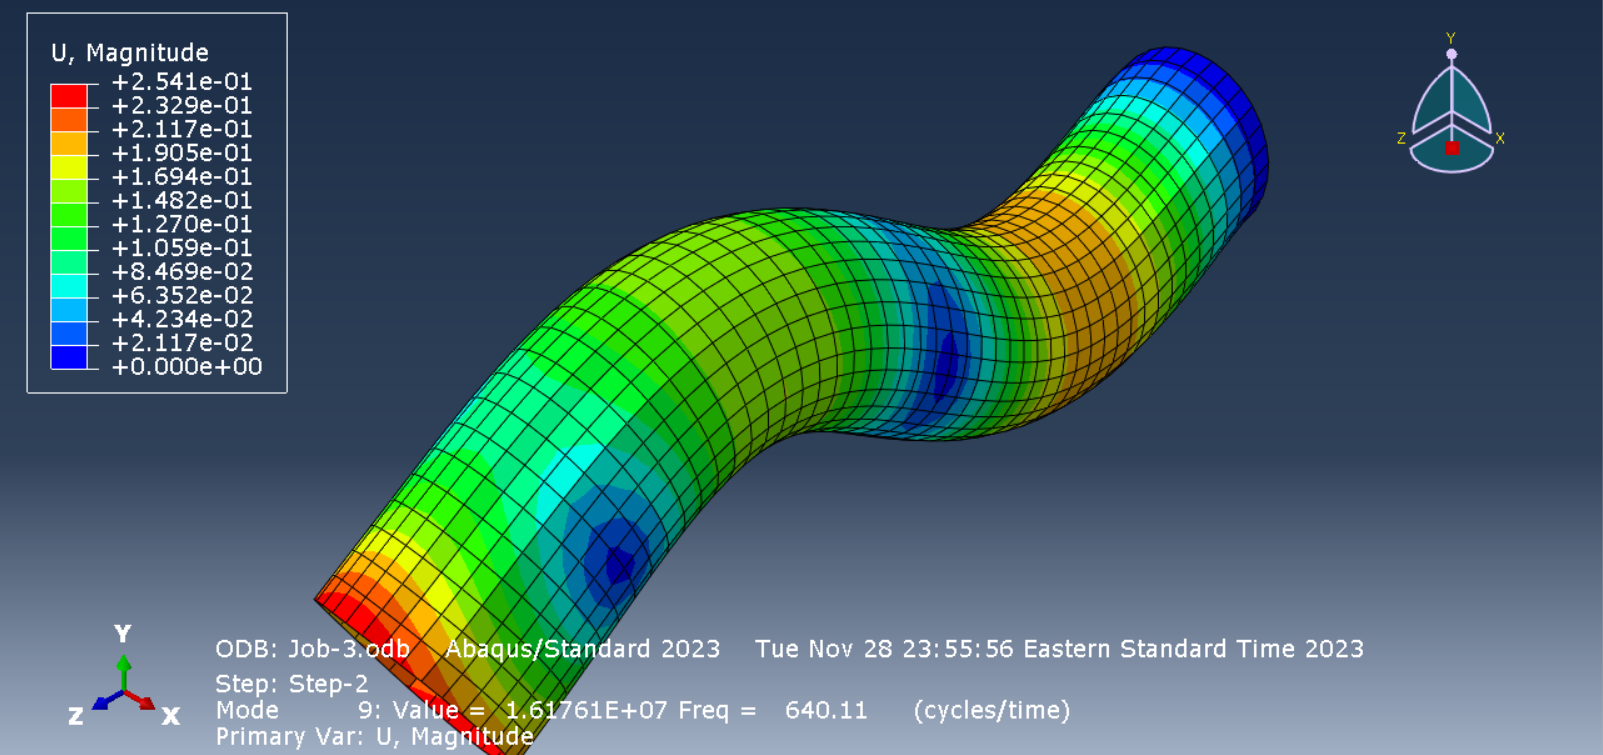 U, Magnitude
+2.541e-01
+2.329e-01
+2.117e-01
+1.905e-01
+1.694e-01
+1.482e-01
+1.270e-01
+1.059e-01
+8.469e-02
+6.352e-02
+4.234e-02
+2.117e-02
+0.000e+00
Y
Z X
Y
Z X
ODB: Job-3.odb Abaqus/Standard 2023 Tue Nov 28 23:55:56 Eastern Standard Time 2023
Step: Step-2
Mode 9: Value = 1.61761E+07 Freq = 640.11 (cycles/time)
Primary Var: U, Magnitude